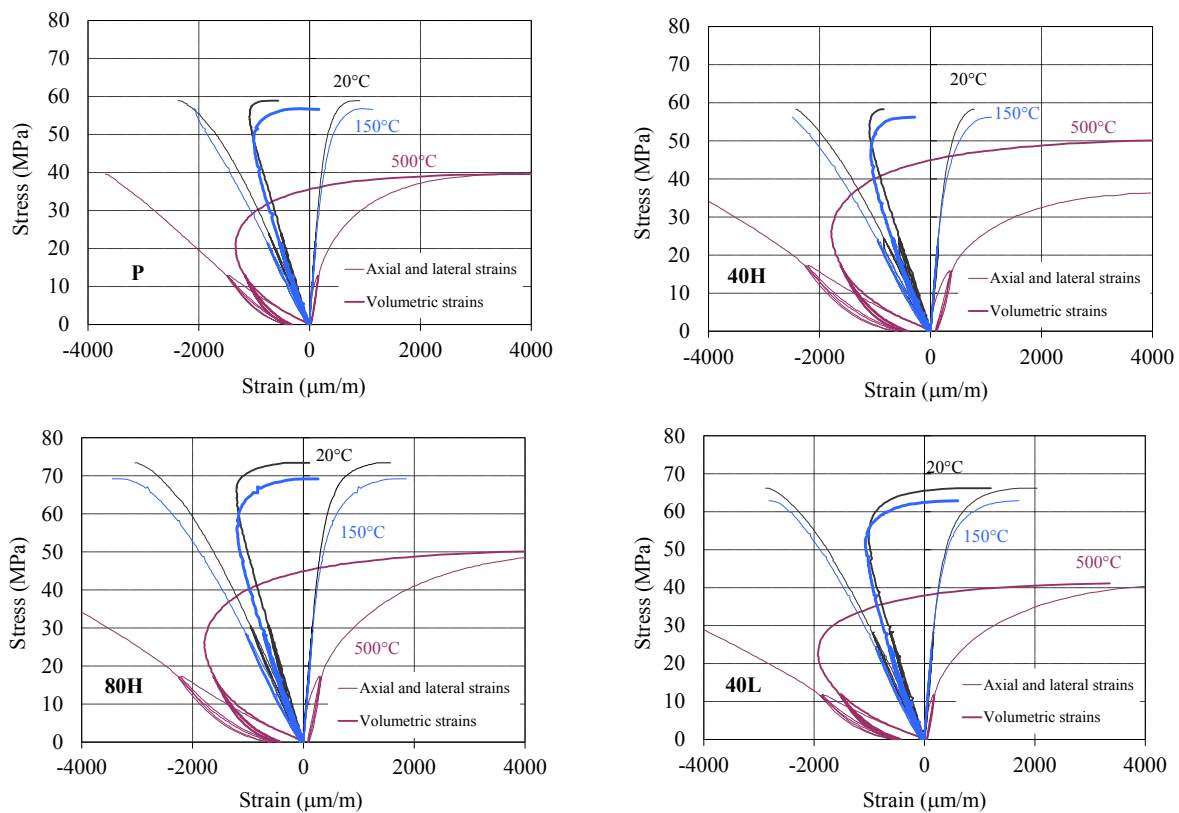 80
70
60
50
40
30
20
10
0
Stress (MPa)
20°C
150°C
500°C
P
Axial and lateral strains
Volumetric strains
-4000 -2000 0 2000 4000
Strain (μm/m)
80
70
60
50
40
30
20
10
0
Stress (MPa)
20°C
150°C
500°C
40H
Axial and lateral strains
Volumetric strains
-4000 -2000 0 2000 4000
Strain (μm/m)
80
70
60
50
40
30
20
10
0
Stress (MPa)
20°C
150°C
500°C
80H
Axial and lateral strains
Volumetric strains
-4000 -2000 0 2000 4000
Strain (μm/m)
80
70
60
50
40
30
20
10
0
Stress (MPa)
20°C
150°C
500°C
40L
Axial and lateral strains
Volumetric strains
-4000 -2000 0 2000 4000
Strain (μm/m)